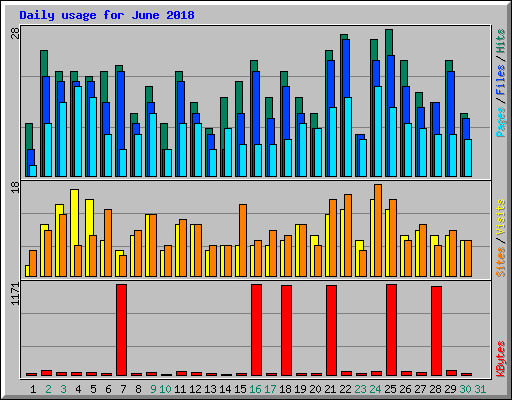 Daily usage for June 2018
28
Pages / Files / Hits
18
Sites / Visits
1171
KBytes
1 2 3 4 5 6 7 8 9 10 11 12 13 14 15 16 17 18 19 20 21 22 23 24 25 26 27 28 29 30 31